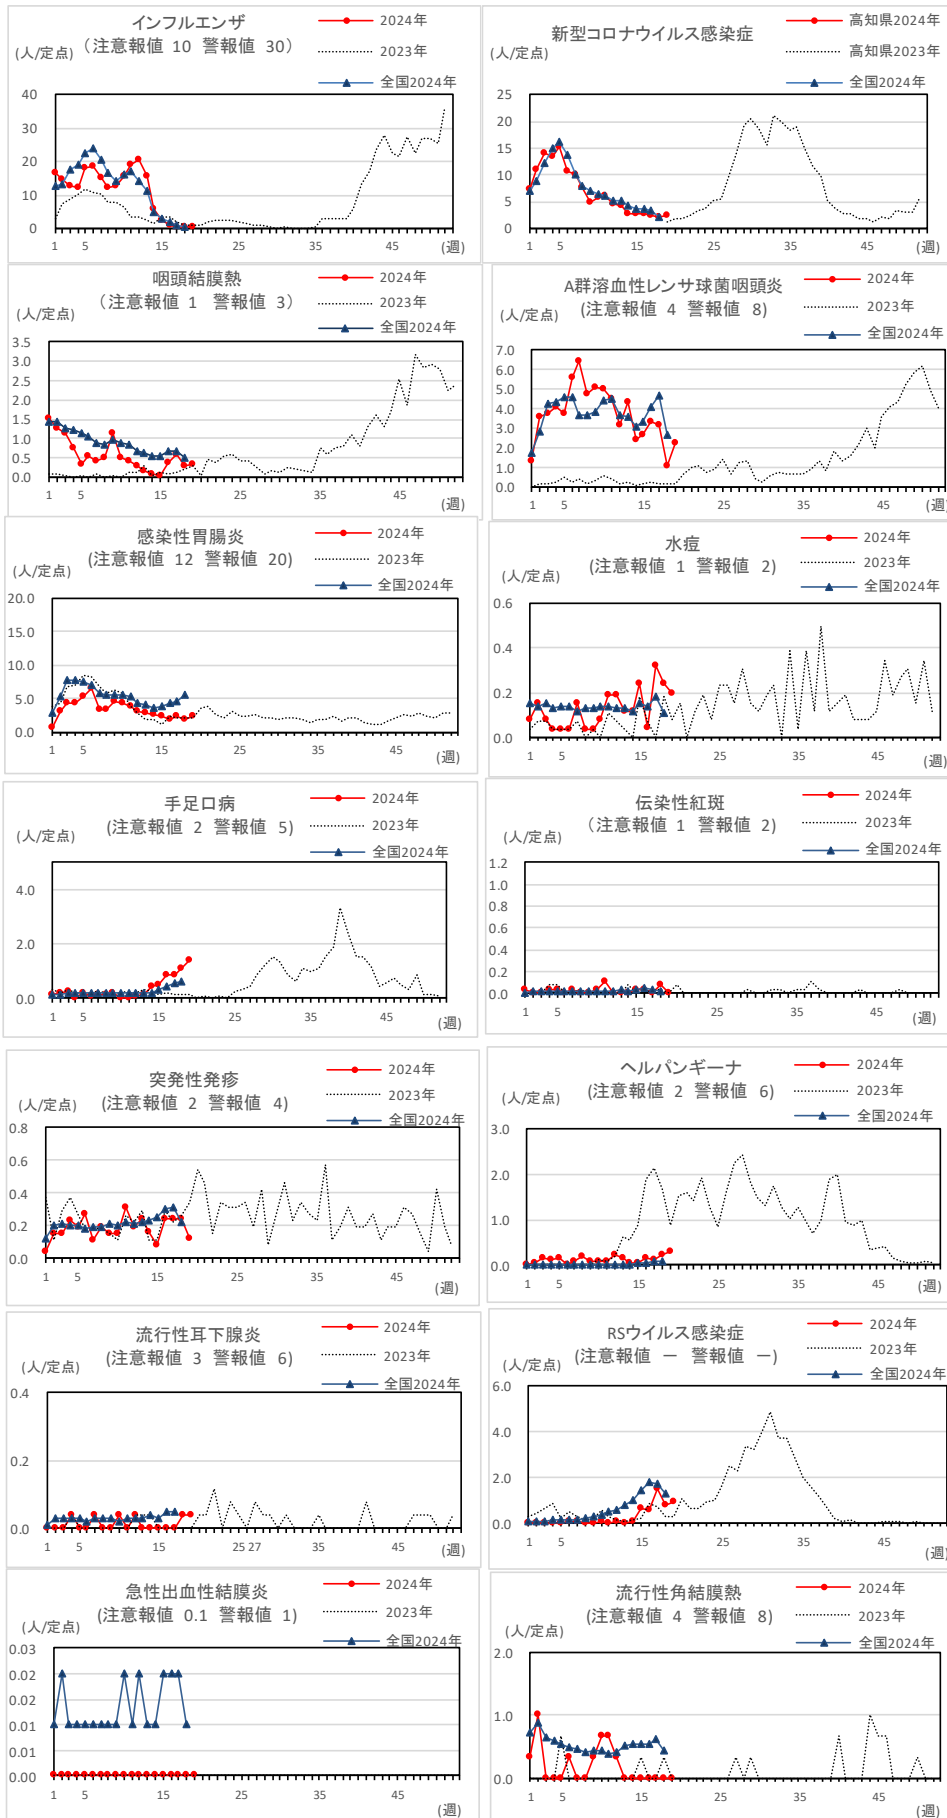 インフルエンザ
(注意報値 10 警報値 30)
(人/定点)
2024年
2023年
全国2024年
40
30
20
10
0
1 5 15 25 35 45 (週)
新型コロナウイルス感染症
(人/定点)
高知県2024年
高知県2023年
全国2024年
25
20
15
10
5
0
1 5 15 25 35 45 (週)
咽頭結膜熱
(注意報値 1 警報値 3)
(人/定点)
2024年
2023年
全国2024年
3.5
3.0
2.5
2.0
1.5
1.0
0.5
0.0
1 5 15 25 35 45 (週)
A群溶血性レンサ球菌咽頭炎
(注意報値 4 警報値 8)
(人/定点)
2024年
2023年
全国2024年
7.0
6.0
5.0
4.0
3.0
2.0
1.0
0.0
1 5 15 25 35 45 (週)
感染性胃腸炎
(注意報値 12 警報値 20)
(人/定点)
2024年
2023年
全国2024年
20.0
15.0
10.0
5.0
0.0
1 5 15 25 35 45 (週)
水痘
(注意報値 1 警報値 2)
(人/定点)
2024年
2023年
全国2024年
0.6
0.4
0.2
0.0
1 5 15 25 35 45 (週)
手足口病
(注意報値 2 警報値 5)
(人/定点)
2024年
2023年
全国2024年
4.0
2.0
0.0
1 5 15 25 35 45 (週)
伝染性紅斑
(注意報値 1 警報値 2)
(人/定点)
2024年
2023年
全国2024年
1.2
1.0
0.8
0.6
0.4
0.2
0.0
1 5 15 25 35 45 (週)
突発性発疹
(注意報値 2 警報値 4)
(人/定点)
2024年
2023年
全国2024年
0.8
0.6
0.4
0.2
0.0
1 5 15 25 35 45 (週)
ヘルパンギーナ
(注意報値 2 警報値 6)
(人/定点)
2024年
2023年
全国2024年
3.0
2.0
1.0
0.0
1 5 15 25 35 45 (週)
流行性耳下腺炎
(注意報値 3 警報値 6)
(人/定点)
2024年
2023年
全国2024年
0.4
0.2
0.0
1 5 15 25 27 35 45 (週)
RSウイルス感染症
(注意報値 ー 警報値 ー)
(人/定点)
2024年
2023年
全国2024年
6.0
4.0
2.0
0.0
1 5 15 25 35 45 (週)
急性出血性結膜炎
(注意報値 0.1 警報値 1)
(人/定点)
2024年
2023年
全国2024年
0.03
0.02
0.02
0.01
0.01
0.00
1 5 15 25 35 45 (週)
流行性角結膜熱
(注意報値 4 警報値 8)
(人/定点)
2024年
2023年
全国2024年
2.0
1.0
0.0
1 5 15 25 35 45 (週)